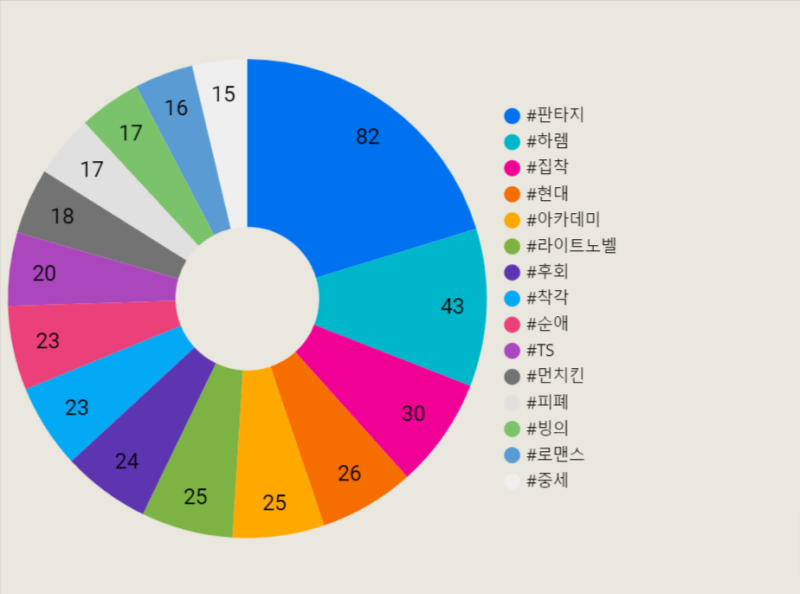 82
43
30
26
25
25
24
23
23
20
18
17
17
16
15
#판타지
#하렘
#집착
#현대
#아카데미
#라이트노벨
#후회
#착각
#순애
#TS
#먼치킨
#피폐
#빙의
#로맨스
#중세